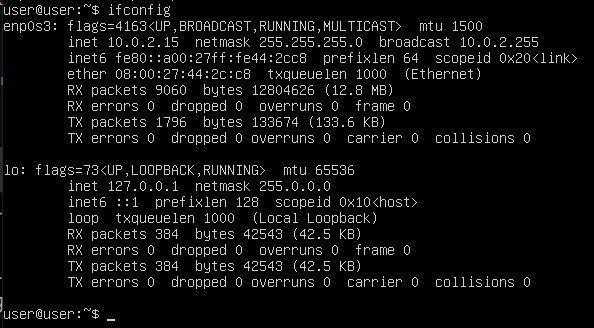 user@user:~$ ifconfig
enp0s3: flags=4163<UP,BROADCAST,RUNNING,MULTICAST>  mtu 1500
        inet 10.0.2.15  netmask 255.255.255.0  broadcast 10.0.2.255
        inet6 fe80::a00:27ff:fe44:2cc8  prefixlen 64  scopeid 0x20<link>
        ether 08:00:27:44:2c:c8  txqueuelen 1000  (Ethernet)
        RX packets 9060  bytes 12804626 (12.8 MB)
        RX errors 0  dropped 0  overruns 0  frame 0
        TX packets 1796  bytes 133674 (133.6 KB)
        TX errors 0  dropped 0 overruns 0  carrier 0  collisions 0

lo: flags=73<UP,LOOPBACK,RUNNING>  mtu 65536
        inet 127.0.0.1  netmask 255.0.0.0
        inet6 ::1  prefixlen 128  scopeid 0x10<host>
        loop  txqueuelen 1000  (Local Loopback)
        RX packets 384  bytes 42543 (42.5 KB)
        RX errors 0  dropped 0  overruns 0  frame 0
        TX packets 384  bytes 42543 (42.5 KB)
        TX errors 0  dropped 0 overruns 0  carrier 0  collisions 0

user@user:~$ _